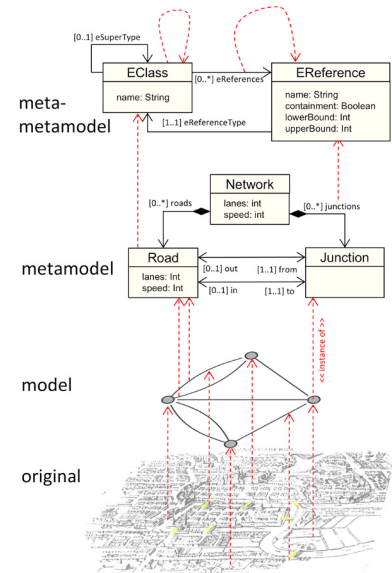 [0..1] eSuperType
EClass
name: String
[0..*] eReferences
EReference
name: String
containment: Boolean
lowerBound: Int
upperBound: Int
[1..1] eReferenceType
meta-
metamodel
Network
lanes: int
speed: int
[0..*] roads
[0..*] junctions
metamodel
Road
lanes: Int
speed: Int
Junction
[0..1] out
[1..1] from
[0..1] in
[1..1] to
<< instance of >>
model
original